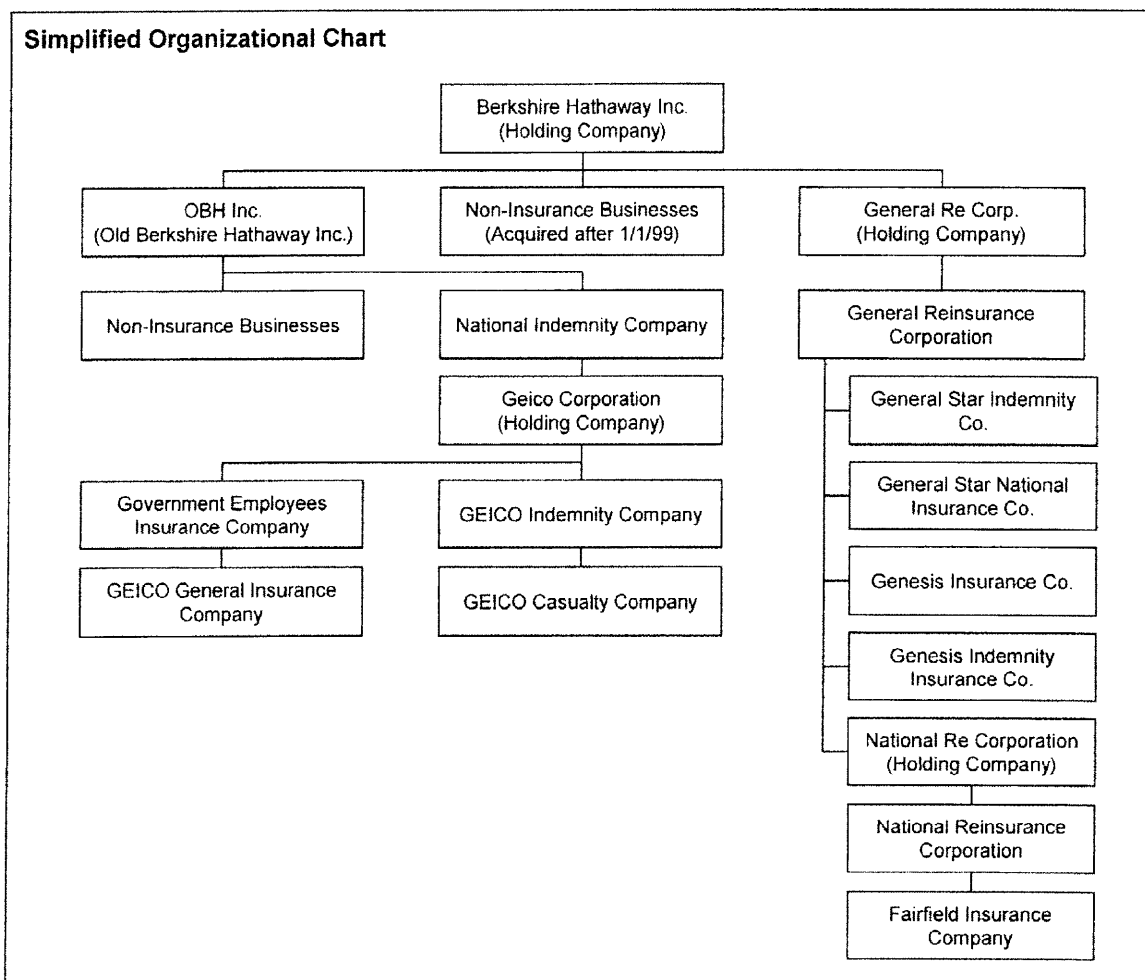 Simplified Organizational Chart
Berkshire Hathaway Inc.
(Holding Company)
OBH Inc.
(Old Berkshire Hathaway Inc.)
Non-Insurance Businesses
(Acquired after 1/1/99)
General Re Corp.
(Holding Company)
Non-Insurance Businesses
National Indemnity Company
General Reinsurance
Corporation
Geico Corporation
(Holding Company)
General Star Indemnity
Co.
Government Employees
Insurance Company
GEICO Indemnity Company
General Star National
Insurance Co.
GEICO General Insurance
Company
GEICO Casualty Company
Genesis Insurance Co.
Genesis Indemnity
Insurance Co.
National Re Corporation
(Holding Company)
National Reinsurance
Corporation
Fairfield Insurance
Company